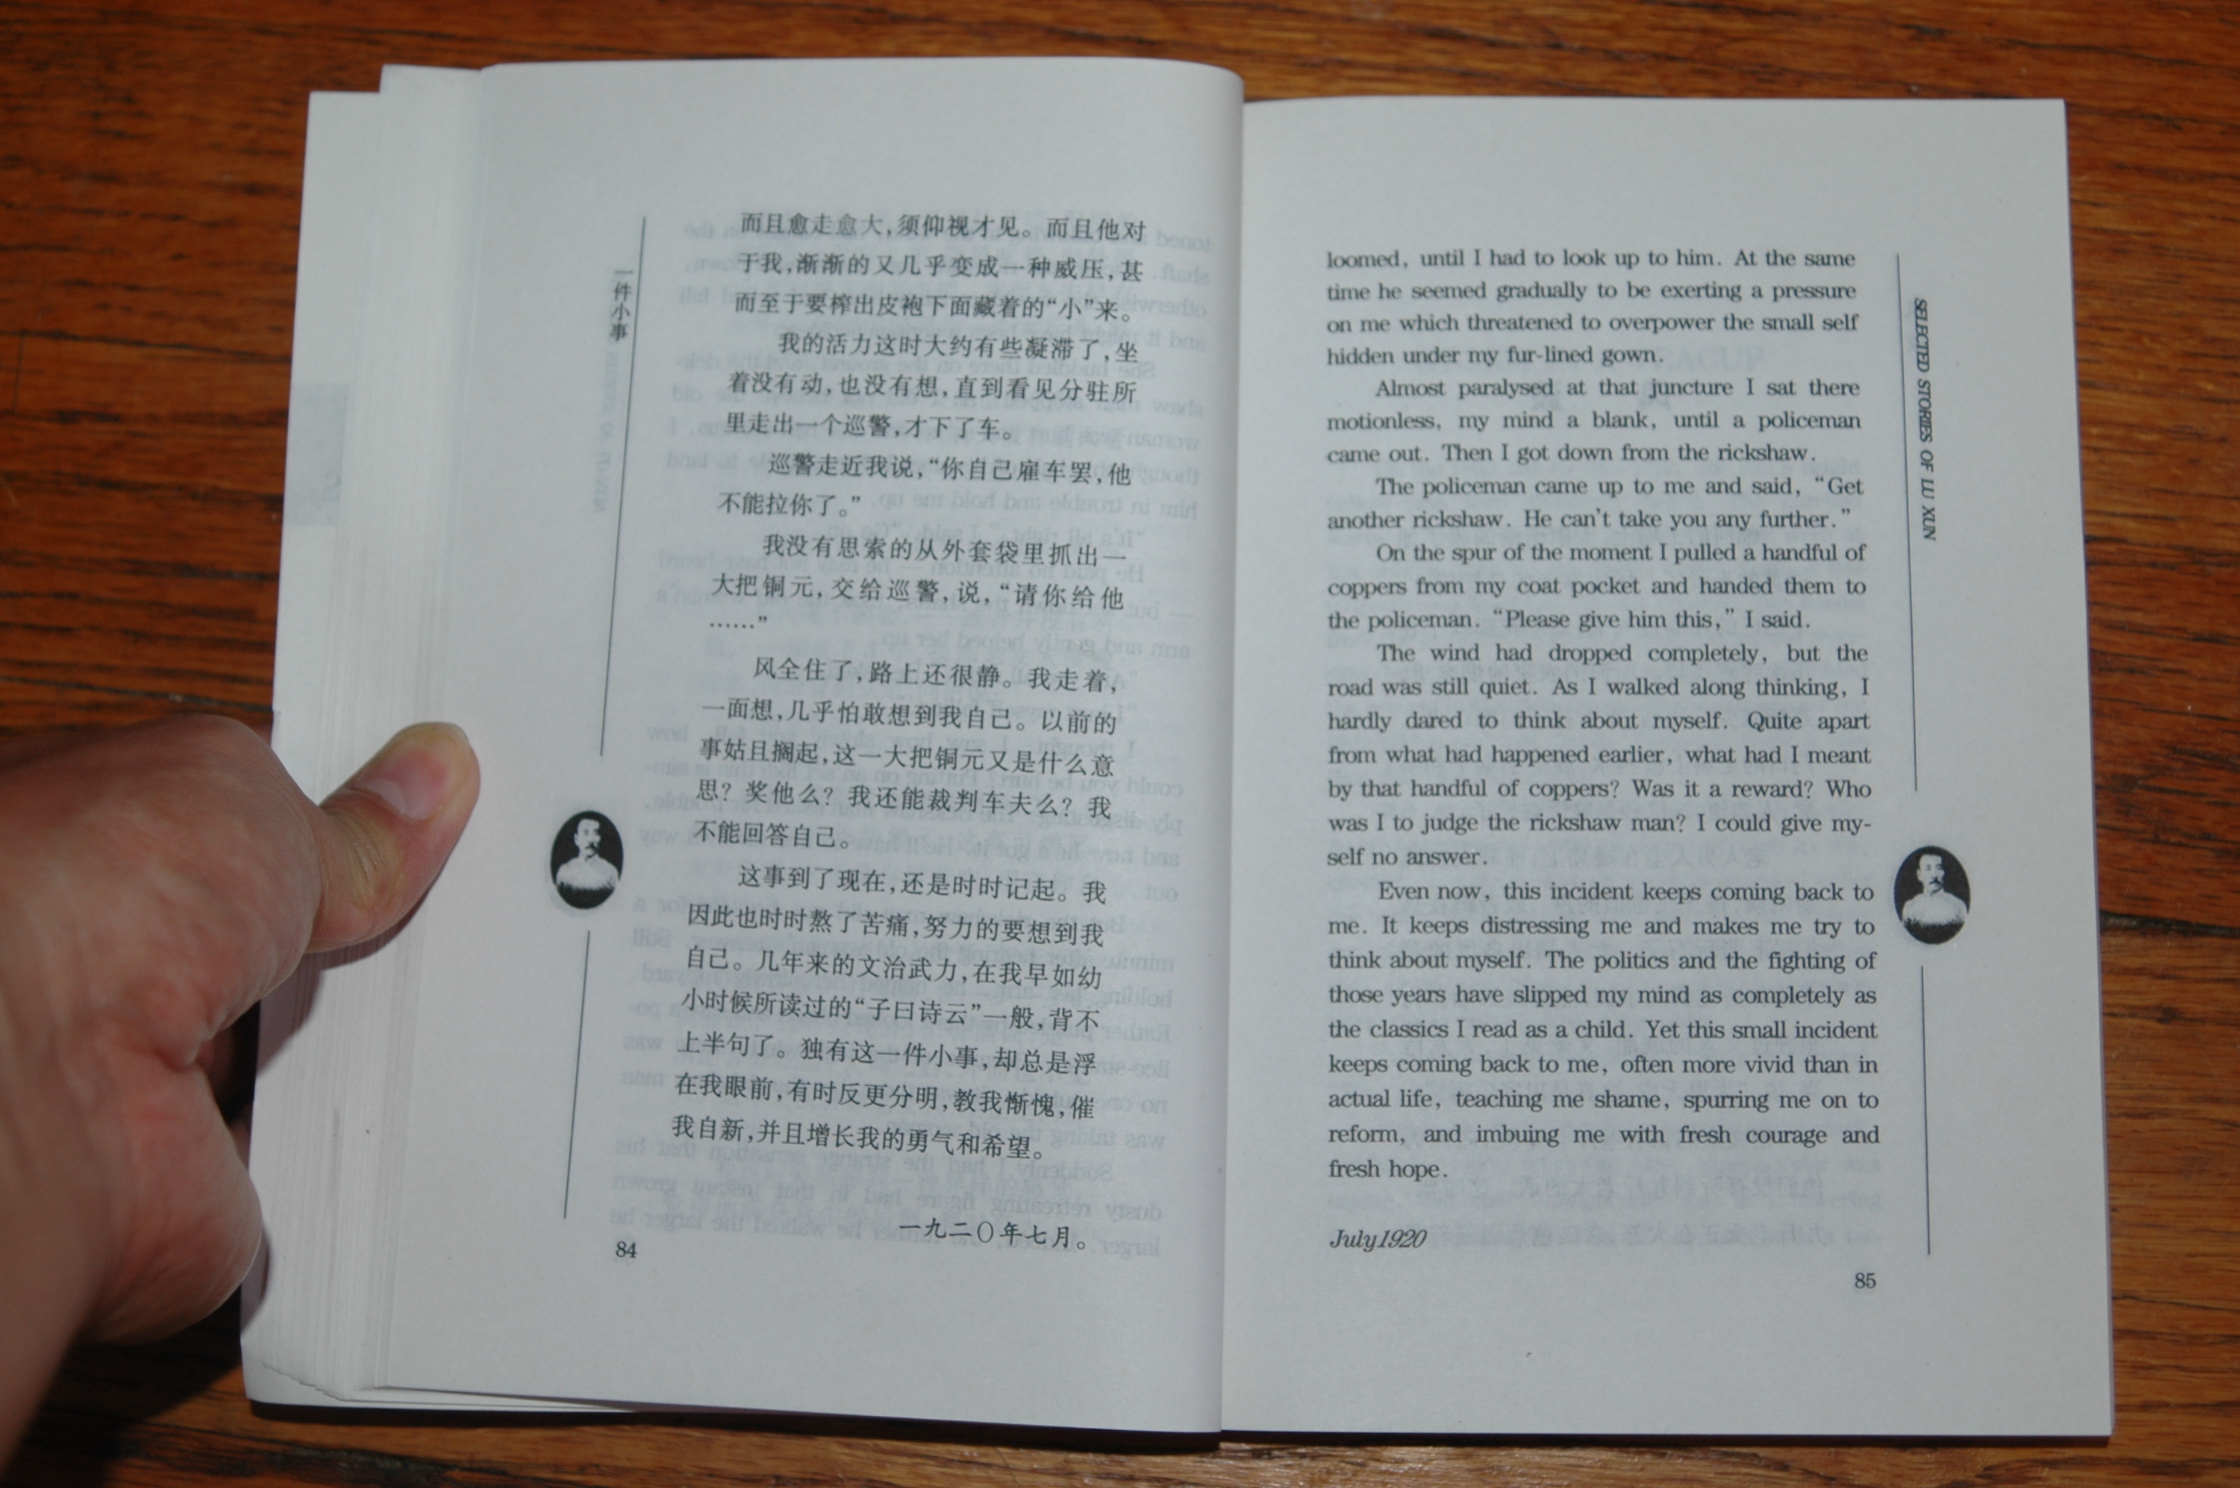 一件小事
而且愈走愈大,须仰视才见。而且他对
于我,渐渐的又几乎变成一种威压,甚
而至于要榨出皮袍下面藏着的“小”来。
我的活力这时大约有些凝滞了,坐
着没有动,也没有想,直到看见分驻所
里走出一个巡警,才下了车。
巡警走近我说,“你自己雇车罢,他
不能拉你了。”
我没有思索的从外套袋里抓出一
大把铜元,交给巡警,说,“请你给他
……”
风全住了,路上还很静。我走着,
一面想,几乎怕敢想到我自己。以前的
事姑且搁起,这一大把铜元又是什么意
思?奖他么?我还能裁判车夫么?我
不能回答自己。
这事到了现在,还是时时记起。我
因此也时时熬了苦痛,努力的要想到我
自己。几年来的文治武力,在我早如幼
小时候所读过的“子曰诗云”一般,背不
上半句了。独有这一件小事,却总是浮
在我眼前,有时反更分明,教我惭愧,催
我自新,并且增长我的勇气和希望。
一九二〇年七月。
84
SELECTED STORIES OF LU XUN
loomed, until I had to look up to him. At the same
time he seemed gradually to be exerting a pressure
on me which threatened to overpower the small self
hidden under my fur-lined gown.
Almost paralysed at that juncture I sat there
motionless, my mind a blank, until a policeman
came out. Then I got down from the rickshaw.
The policeman came up to me and said, “Get
another rickshaw. He can't take you any further.”
On the spur of the moment I pulled a handful of
coppers from my coat pocket and handed them to
the policeman. “Please give him this,” I said.
The wind had dropped completely, but the
road was still quiet. As I walked along thinking, I
hardly dared to think about myself. Quite apart
from what had happened earlier, what had I meant
by that handful of coppers? Was it a reward? Who
was I to judge the rickshaw man? I could give my-
self no answer.
Even now, this incident keeps coming back to
me. It keeps distressing me and makes me try to
think about myself. The politics and the fighting of
those years have slipped my mind as completely as
the classics I read as a child. Yet this small incident
keeps coming back to me, often more vivid than in
actual life, teaching me shame, spurring me on to
reform, and imbuing me with fresh courage and
fresh hope.
July 1920
85